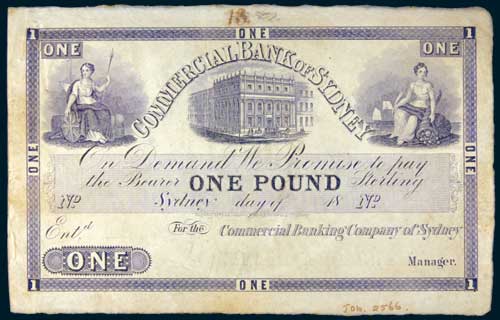 1 ONE 1
ONE ONE
COMMERCIAL BANK OF SYDNEY
On Demand We Promise to pay
ONE ONE
the Bearer ONE POUND Sterling
No Sydney day of 18 No
Entd For the Commercial Banking Company of Sydney
ONE Manager.
1 ONE 1
Jon. 2566.